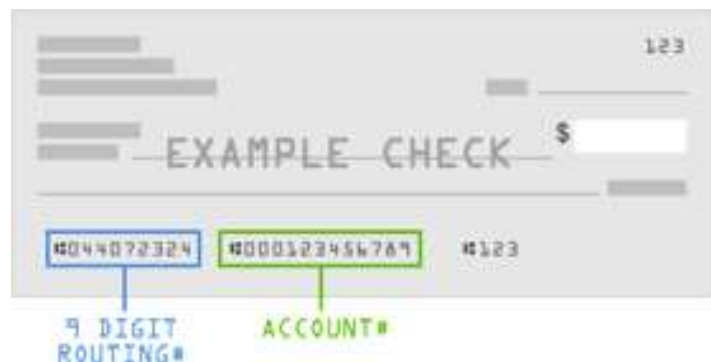 123
$
EXAMPLE CHECK
⑆044072324 ⑆000123456789 ⑆123
9 DIGIT ACCOUNT#
ROUTING#